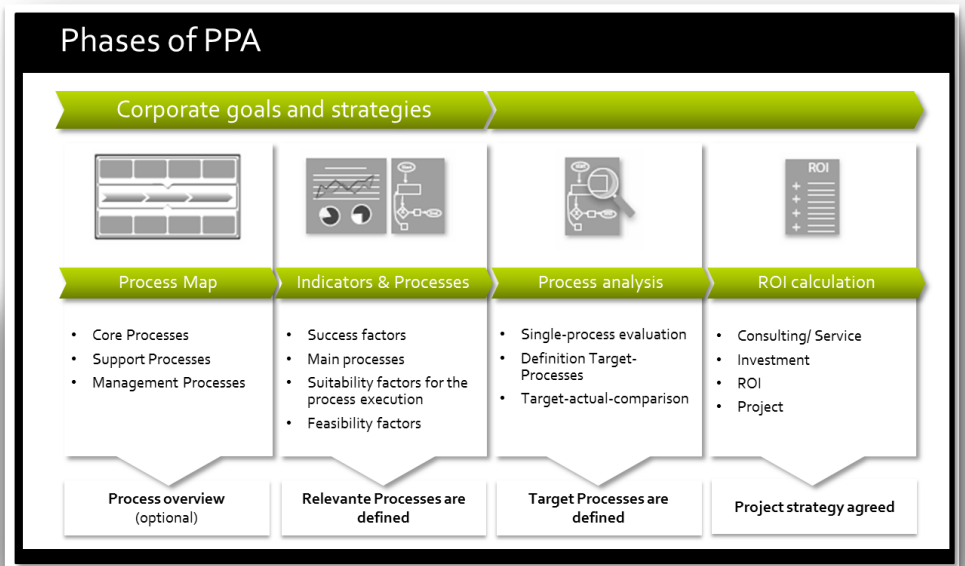 Phases of PPA
Corporate goals and strategies
ROI
Process Map
Indicators & Processes
Process analysis
ROI calculation
• Core Processes
• Support Processes
• Management Processes
• Success factors
• Main processes
• Suitability factors for the
process execution
• Feasibility factors
• Single-process evaluation
• Definition Target-
Processes
• Target-actual-comparison
• Consulting/ Service
• Investment
• ROI
• Project
Process overview
(optional)
Relevante Processes are
defined
Target Processes are
defined
Project strategy agreed